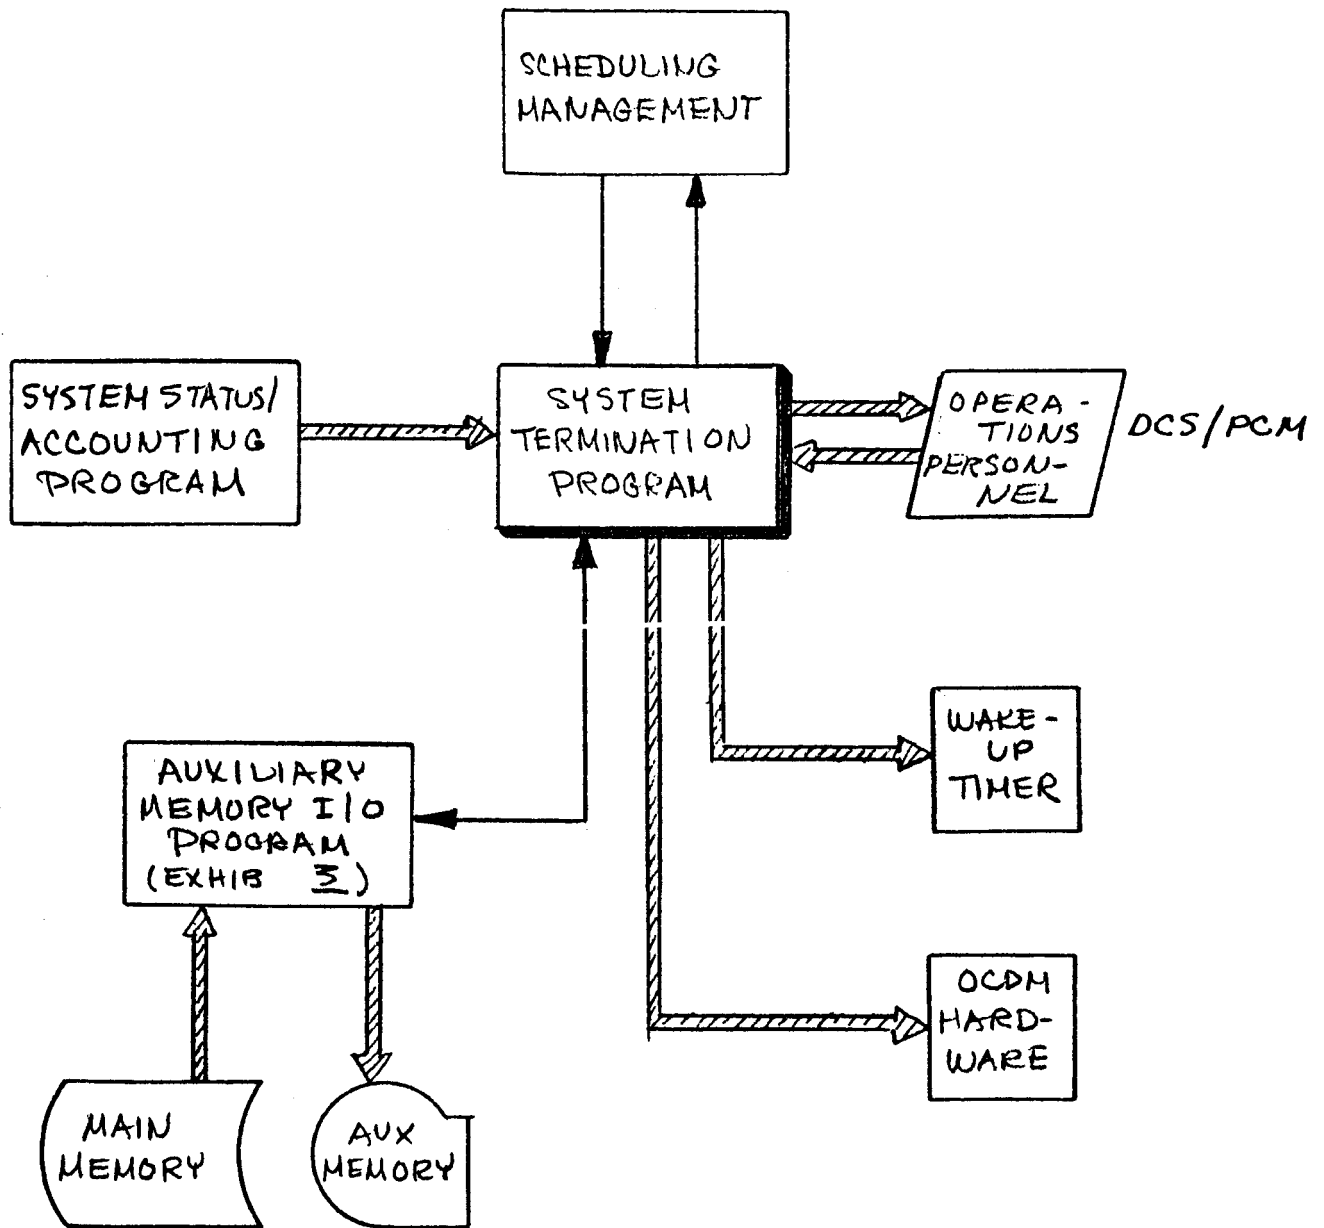 SCHEDULING
MANAGEMENT
SYSTEM STATUS/
ACCOUNTING
PROGRAM
SYSTEM
TERMINATION
PROGRAM
OPERA-
TIONS
PERSON-
NEL
DCS/PCM
WAKE-
UP
TIMER
AUXILIARY
MEMORY I/O
PROGRAM
(EXHIB )
OCDM
HARD-
WARE
MAIN
MEMORY
AUX
MEMORY